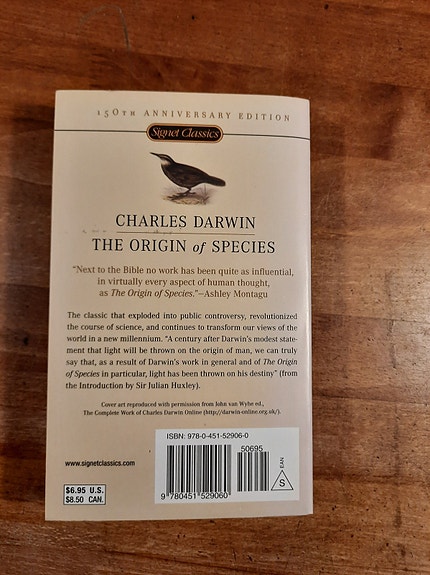 150TH ANNIVERSARY EDITION
Signet Classics
CHARLES DARWIN
THE ORIGIN of SPECIES
"Next to the Bible no work has been quite as influential,
in virtually every aspect of human thought,
as The Origin of Species."—Ashley Montagu
The classic that exploded into public controversy, revolutionized
the course of science, and continues to transform our views of the
world in a new millennium. "A century after Darwin's modest state-
ment that light will be thrown on the origin of man, we can truly
say that, as a result of Darwin's work in general and of The Origin
of Species in particular, light has been thrown on his destiny" (from
the Introduction by Sir Julian Huxley).
Cover art reproduced with permission from John van Wyhe ed.,
The Complete Work of Charles Darwin Online (http://darwin-online.org.uk/).
ISBN: 978-0-451-52906-0
50695
www.signetclassics.com
EAN
S
$6.95 U.S.
$8.50 CAN.
9 780451 529060